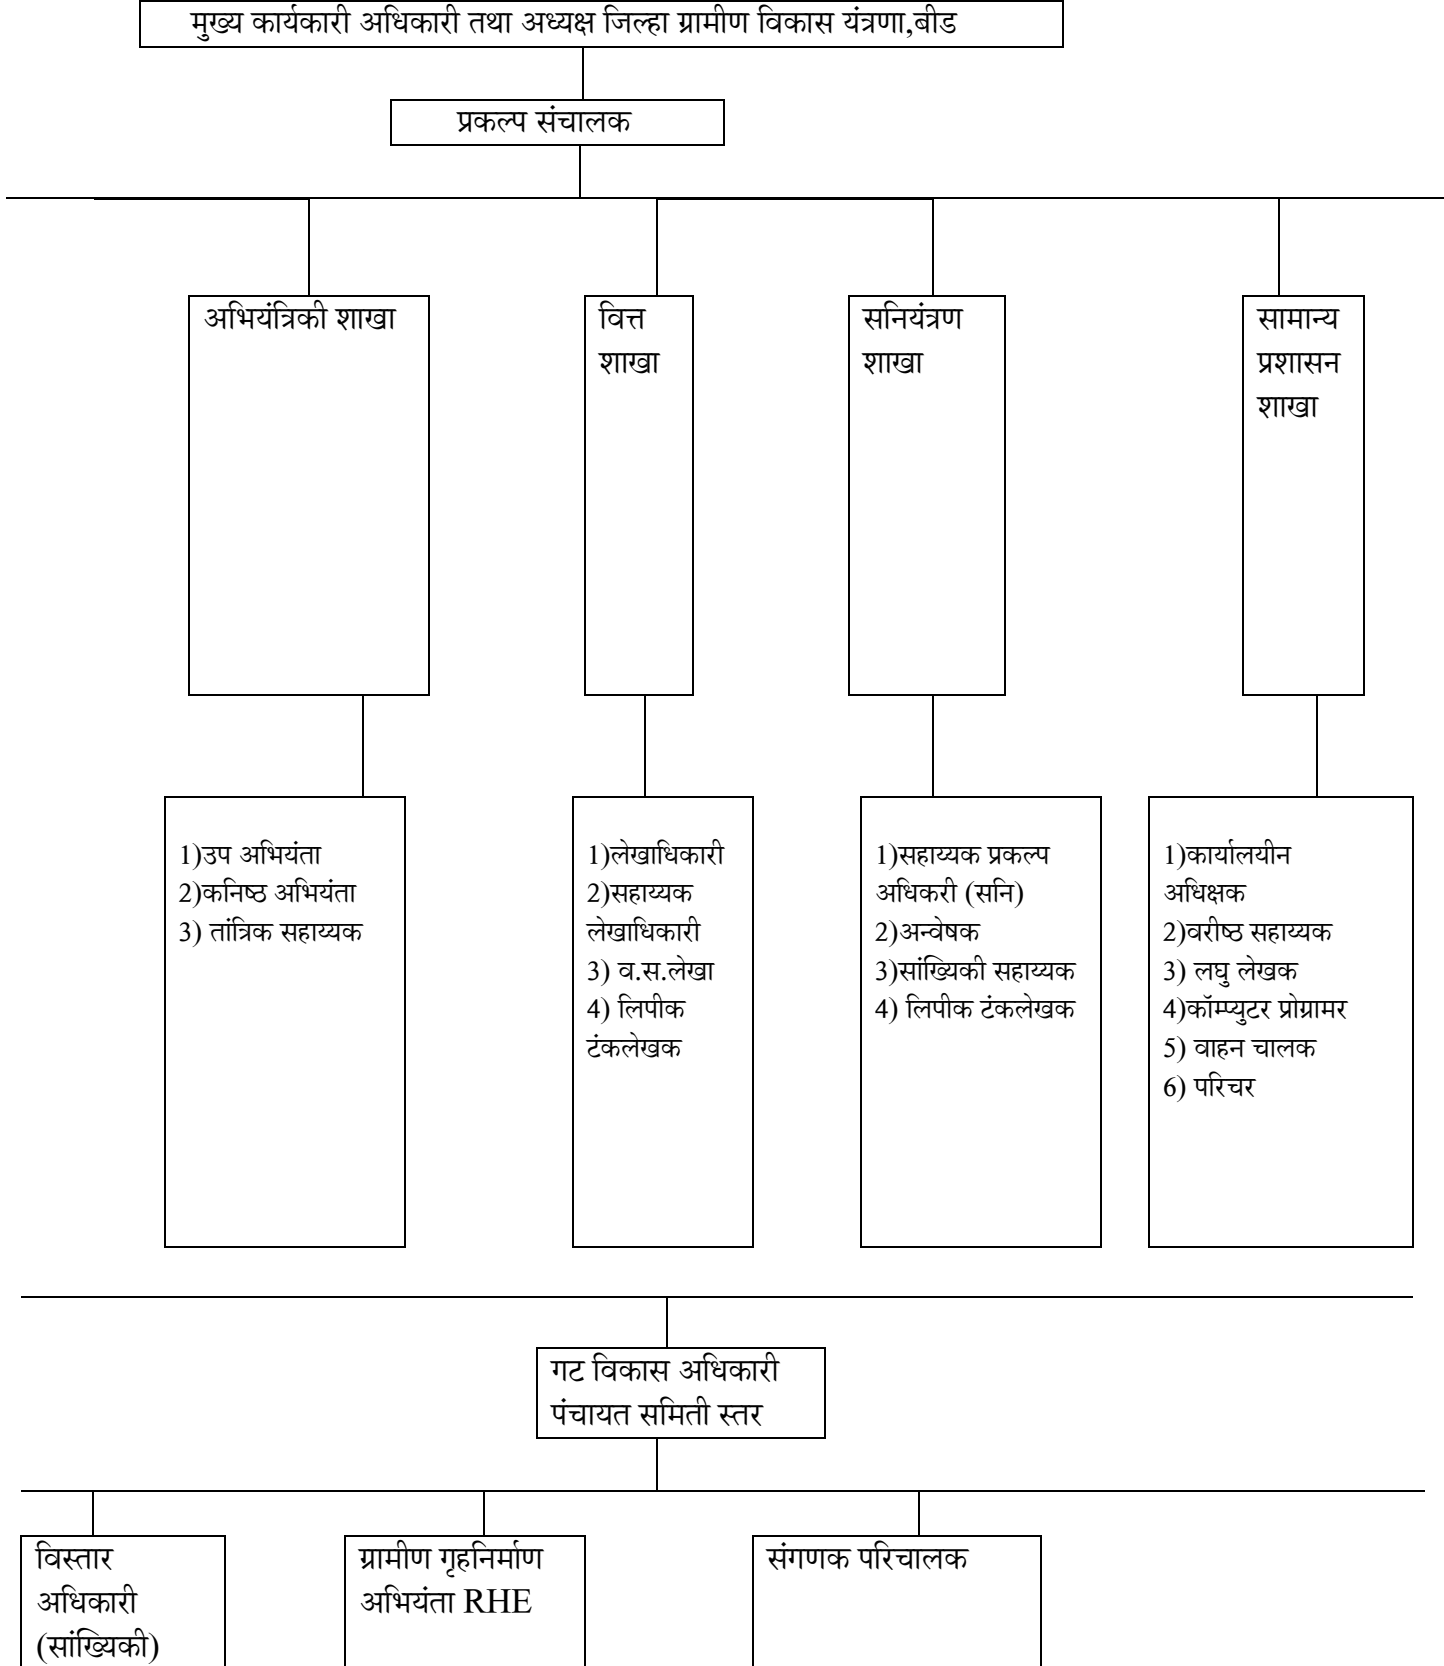 मुख्य कार्यकारी अधिकारी तथा अध्यक्ष जिल्हा ग्रामीण विकास यंत्रणा,बीड
प्रकल्प संचालक
अभियंत्रिकी शाखा
वित्त
शाखा
सनियंत्रण
शाखा
सामान्य
प्रशासन
शाखा
1)उप अभियंता
2)कनिष्ठ अभियंता
3) तांत्रिक सहाय्यक
1)लेखाधिकारी
2)सहाय्यक
लेखाधिकारी
3) व.स.लेखा
4) लिपीक
टंकलेखक
1)सहाय्यक प्रकल्प
अधिकरी (सनि)
2)अन्वेषक
3)सांख्यिकी सहाय्यक
4) लिपीक टंकलेखक
1)कार्यालयीन
अधिक्षक
2)वरीष्ठ सहाय्यक
3) लघु लेखक
4)कॉम्प्युटर प्रोग्रामर
5) वाहन चालक
6) परिचर
गट विकास अधिकारी
पंचायत समिती स्तर
विस्तार
अधिकारी
(सांख्यिकी)
ग्रामीण गृहनिर्माण
अभियंता RHE
संगणक परिचालक